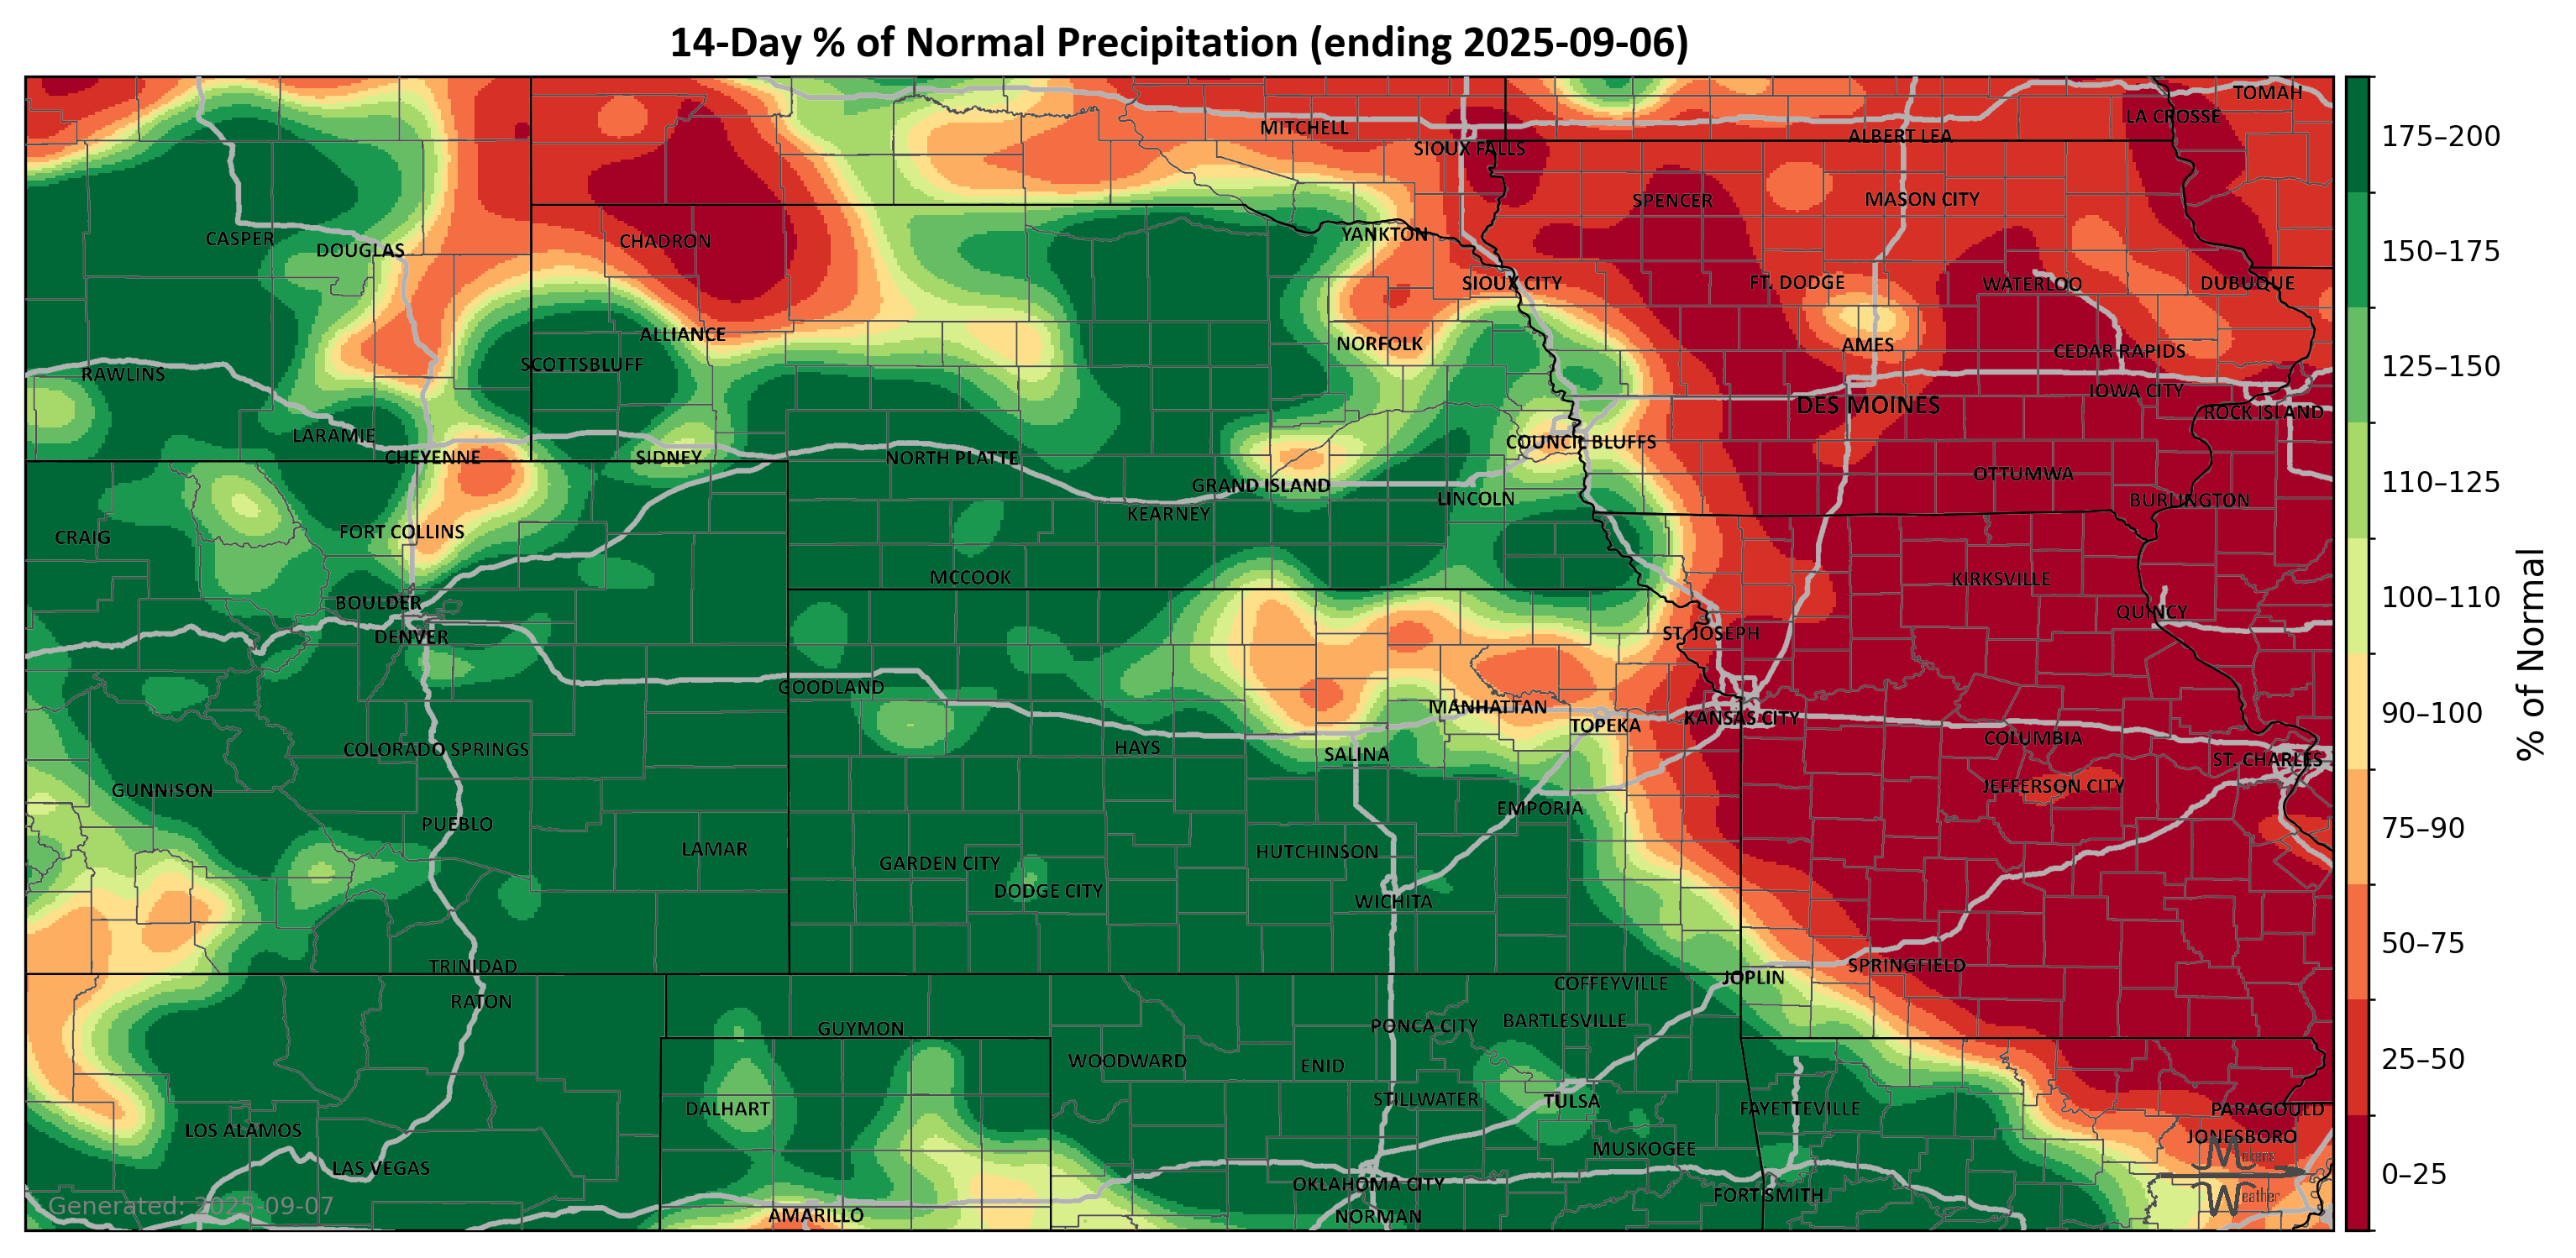 14-Day % of Normal Precipitation (ending 2025-09-06)
TOMAH
LA CROSSE
MITCHELL
ALBERT LEA
SIOUX FALLS
SPENCER
MASON CITY
CASPER
DOUGLAS
CHADRON
YANKTON
SIOUX CITY
FT. DODGE
WATERLOO
DUBUQUE
ALLIANCE
NORFOLK
AMES
CEDAR RAPIDS
SCOTTSBLUFF
RAWLINS
IOWA CITY
DES MOINES
ROCK ISLAND
LARAMIE
COUNCIL BLUFFS
CHEYENNE
SIDNEY
NORTH PLATTE
OTTUMWA
GRAND ISLAND
LINCOLN
BURLINGTON
KEARNEY
CRAIG
FORT COLLINS
MCCOOK
KIRKSVILLE
BOULDER
QUINCY
DENVER
ST. JOSEPH
GOODLAND
MANHATTAN
TOPEKA
KANSAS CITY
COLUMBIA
COLORADO SPRINGS
HAYS
SALINA
ST. CHARLES
GUNNISON
JEFFERSON CITY
EMPORIA
PUEBLO
LAMAR
HUTCHINSON
GARDEN CITY
DODGE CITY
WICHITA
TRINIDAD
SPRINGFIELD
JOPLIN
COFFEYVILLE
RATON
GUYMON
PONCA CITY
BARTLESVILLE
WOODWARD
ENID
STILLWATER
TULSA
DALHART
FAYETTEVILLE
PARAGOULD
LOS ALAMOS
JONESBORO
MUSKOGEE
LAS VEGAS
OKLAHOMA CITY
FORT SMITH
AMARILLO
NORMAN
Generated: 2025-09-07
Makens
Weather
175–200
150–175
125–150
110–125
100–110
90–100
75–90
50–75
25–50
0–25
% of Normal